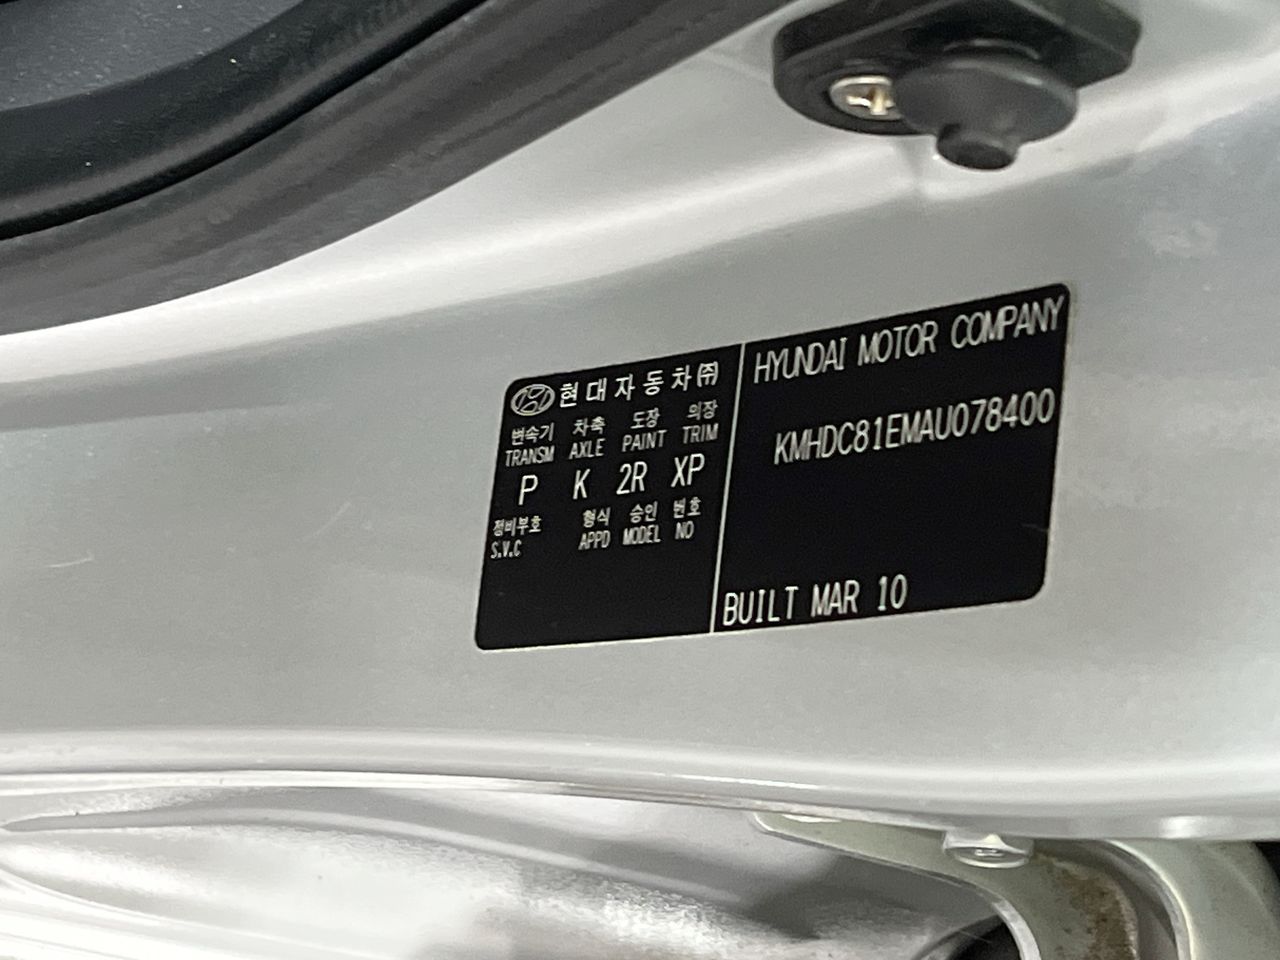 현대자동차㈜
변속기 차축 도장 의장
TRANSM AXLE PAINT TRIM
P K 2R XP
정비부호 형식 승인 번호
S.V.C APPD MODEL NO
HYUNDAI MOTOR COMPANY
KMHDC81EMAU078400
BUILT MAR 10